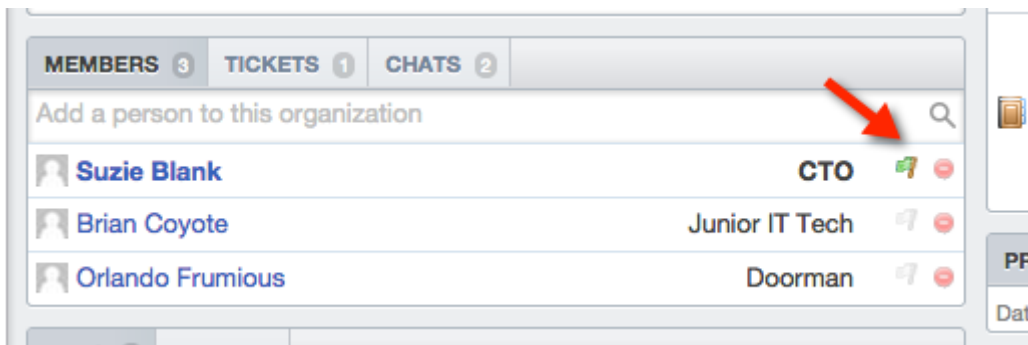 MEMBERS 3 TICKETS 1 CHATS 2
Add a person to this organization
Suzie Blank CTO
Brian Coyote Junior IT Tech
Orlando Frumious Doorman